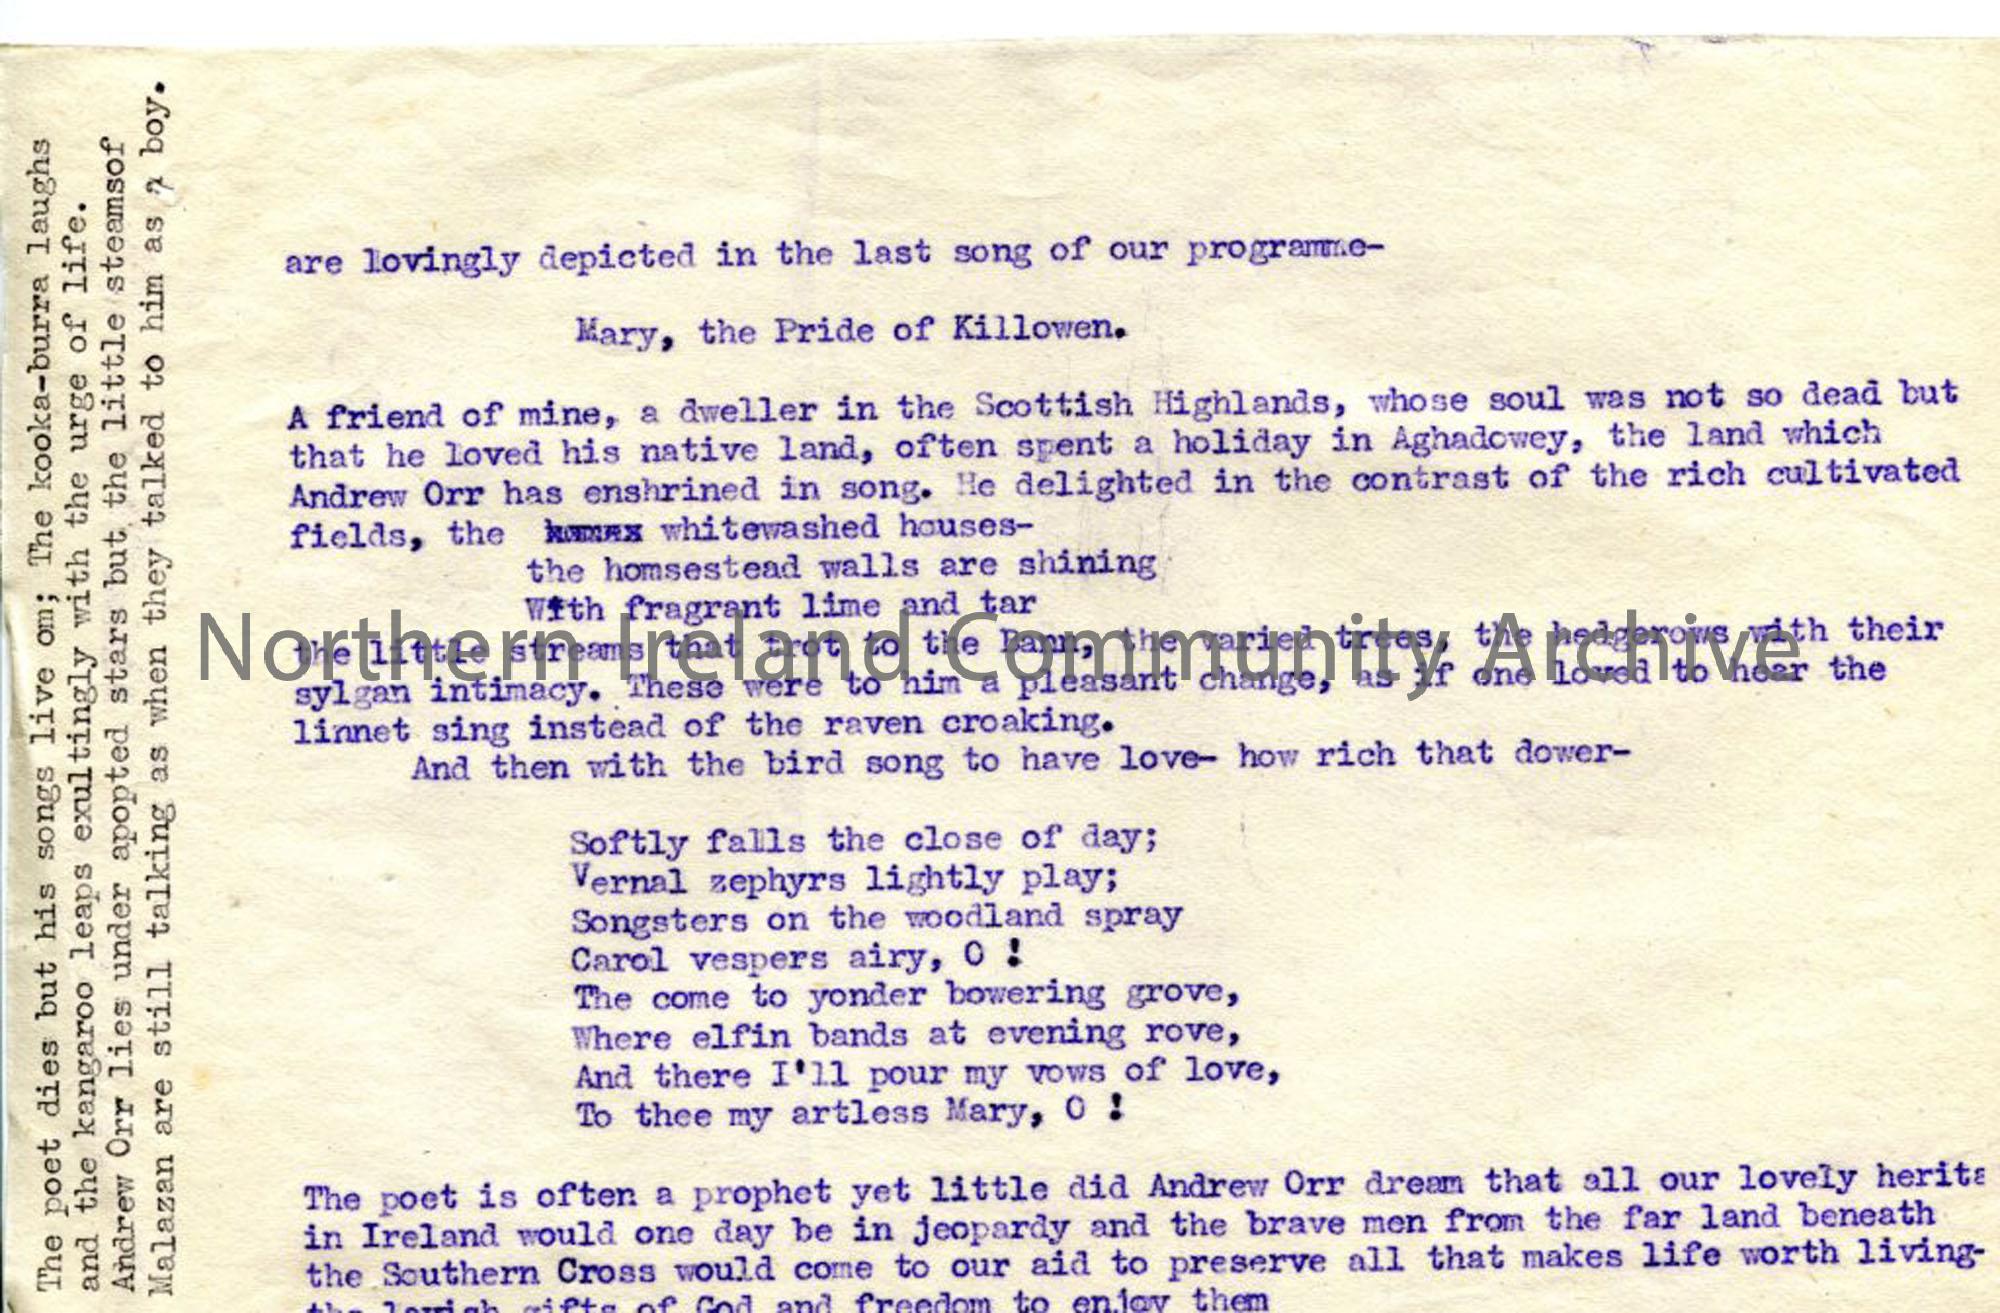 are lovingly depicted in the last song of our programme-
Mary, the Pride of Killowen.
A friend of mine, a dweller in the Scottish Highlands, whose soul was not so dead but
that he loved his native land, often spent a holiday in Aghadowey, the land which
Andrew Orr has enshrined in song. He delighted in the contrast of the rich cultivated
fields, the whitewashed houses-
the homsestead walls are shining
With fragrant lime and tar
the little streams that trot to the Bann, the varied trees, the hedgerows with their
sylgan intimacy. These were to him a pleasant change, as if one loved to hear the
linnet sing instead of the raven croaking.
And then with the bird song to have love- how rich that dower-
Softly falls the close of day;
Vernal zephyrs lightly play;
Songsters on the woodland spray
Carol vespers airy, O !
The come to yonder bowering grove,
Where elfin bands at evening rove,
And there I'll pour my vows of love,
To thee my artless Mary, O !
The poet is often a prophet yet little did Andrew Orr dream that all our lovely herita
in Ireland would one day be in jeopardy and the brave men from the far land beneath
the Southern Cross would come to our aid to preserve all that makes life worth living-
the lavish gifts of God and freedom to enjoy them
The poet dies but his songs live om; The kooka-burra laughs
and the kangaroo leaps exultingly with the urge of life.
Andrew Orr lies under apopted stars but the little steamsof
Malazan are still talking as when they talked to him as a boy.
Northern Ireland Community Archive